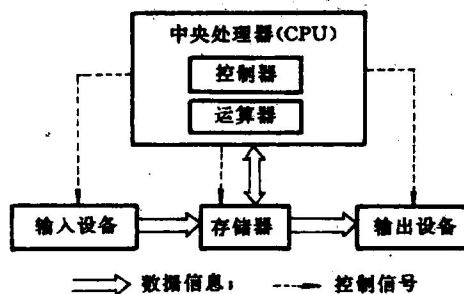 中央处理器(CPU)
控制器
运算器
输入设备
存储器
输出设备
数据信息；
控制信号